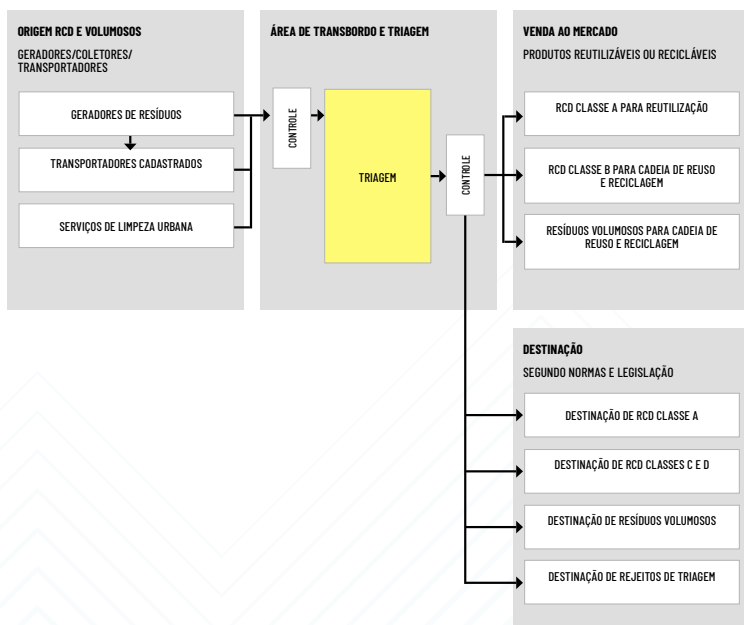 ORIGEM RCD E VOLUMOSOS
GERADORES/COLETORES/
TRANSPORTADORES
GERADORES DE RESÍDUOS
TRANSPORTADORES CADASTRADOS
SERVIÇOS DE LIMPEZA URBANA
ÁREA DE TRANSBORDO E TRIAGEM
CONTROLE
TRIAGEM
CONTROLE
VENDA AO MERCADO
PRODUTOS REUTILIZÁVEIS OU RECICLÁVEIS
RCD CLASSE A PARA REUTILIZAÇÃO
RCD CLASSE B PARA CADEIA DE REUSO
E RECICLAGEM
RESÍDUOS VOLUMOSOS PARA CADEIA DE
REUSO E RECICLAGEM
DESTINAÇÃO
SEGUNDO NORMAS E LEGISLAÇÃO
DESTINAÇÃO DE RCD CLASSE A
DESTINAÇÃO DE RCD CLASSES C E D
DESTINAÇÃO DE RESÍDUOS VOLUMOSOS
DESTINAÇÃO DE REJEITOS DE TRIAGEM